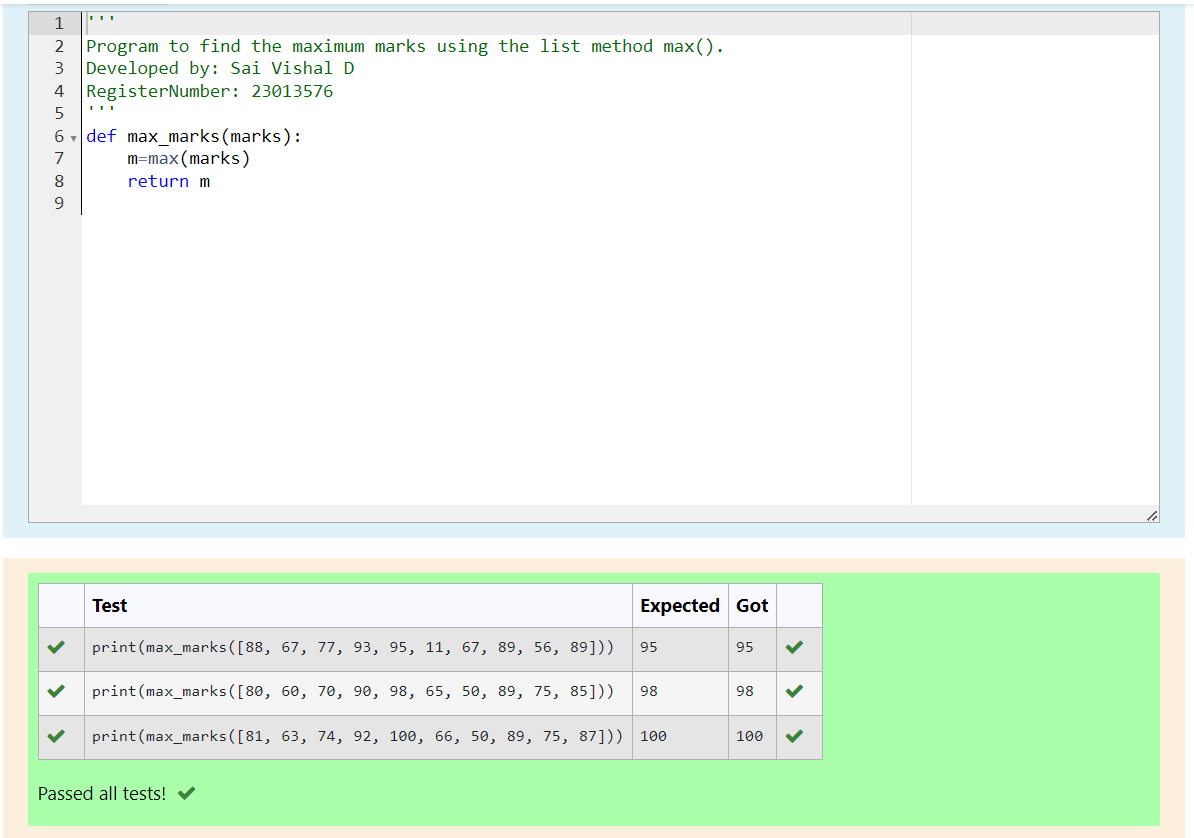 1 '''
2 Program to find the maximum marks using the list method max().
3 Developed by: Sai Vishal D
4 RegisterNumber: 23013576
5 '''
6 def max_marks(marks):
7     m=max(marks)
8     return m
9
Test Expected Got
print(max_marks([88, 67, 77, 93, 95, 11, 67, 89, 56, 89])) 95 95
print(max_marks([80, 60, 70, 90, 98, 65, 50, 89, 75, 85])) 98 98
print(max_marks([81, 63, 74, 92, 100, 66, 50, 89, 75, 87])) 100 100
Passed all tests!